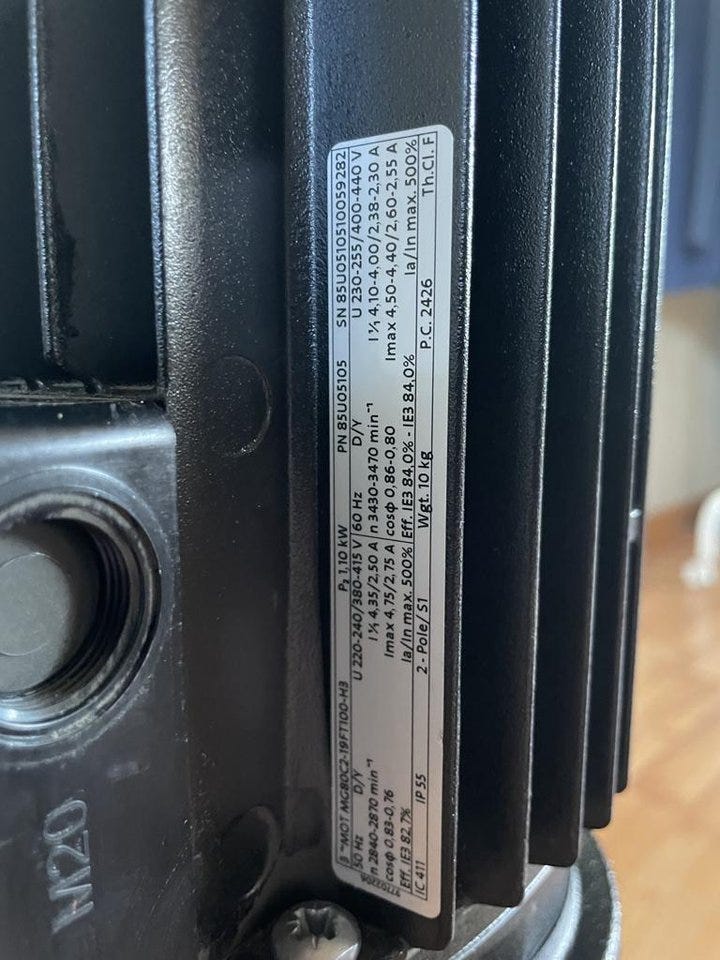 3 ~MOT MG80C2-19FT100-H3 P₂ 1,10 kW PN 85U05105 SN 85U0510510059282
50 Hz D/Y U 220-240/380-415 V 60 Hz D/Y U 230-255/400-440 V
n 2840-2870 min⁻¹ I 1/1 4,35/2,50 A n 3430-3470 min⁻¹ I 1/1 4,10-4,00/2,38-2,30 A
cosφ 0,83-0,76 Imax 4,75/2,75 A cosφ 0,86-0,80 Imax 4,50-4,40/2,60-2,55 A
Eff. IE3 82,7% Ia/In max. 500% Eff. IE3 84,0% - IE3 84,0% Ia/In max. 500%
IC 411 IP 55 2 - Pole/ S1 Wgt. 10 kg P.C. 2426 Th.Cl. F
M20